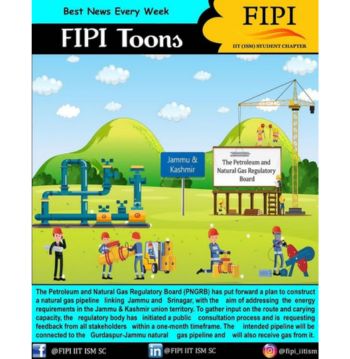 Best News Every Week
FIPI Toons
FIPI
IIT (ISM) STUDENT CHAPTER
Jammu &
Kashmir
The Petroleum and
Natural Gas Regulatory
Board
The Petroleum and Natural Gas Regulatory Board (PNGRB) has put forward a plan to construct
a natural gas pipeline linking Jammu and Srinagar, with the aim of addressing the energy
requirements in the Jammu & Kashmir union territory. To gather input on the route and carrying
capacity, the regulatory body has initiated a public consultation process and is requesting
feedback from all stakeholders within a one-month timeframe. The intended pipeline will be
connected to the Gurdaspur-Jammu natural gas pipeline and will also receive gas from it.
@FIPI IIT ISM SC
in @FIPI IIT ISM SC
@fipi_iitism